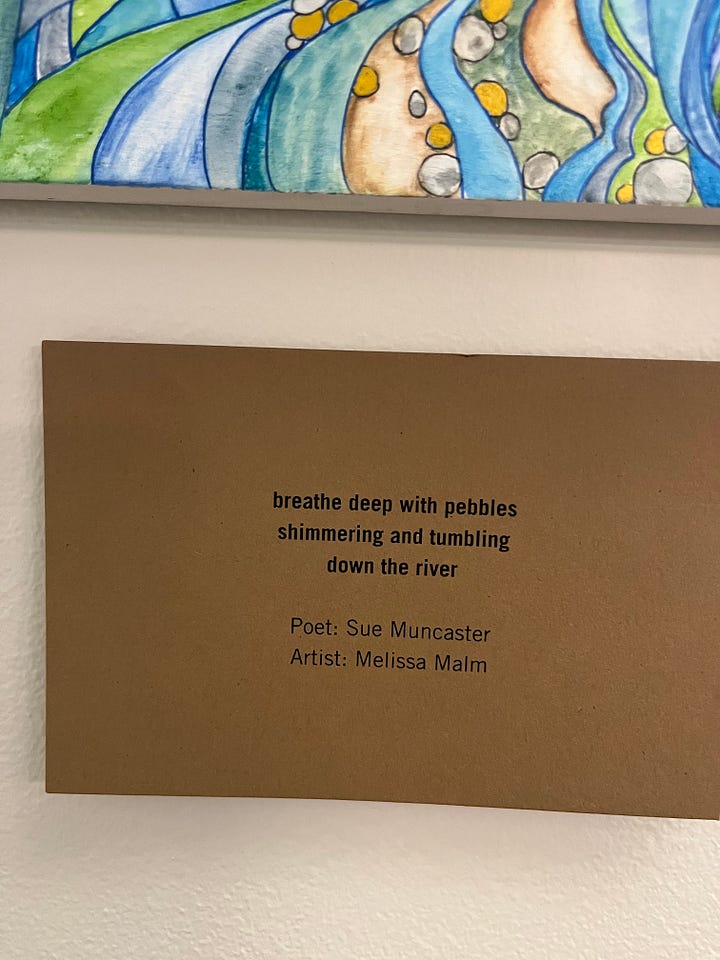 breathe deep with pebbles
shimmering and tumbling
down the river
Poet: Sue Muncaster
Artist: Melissa Malm